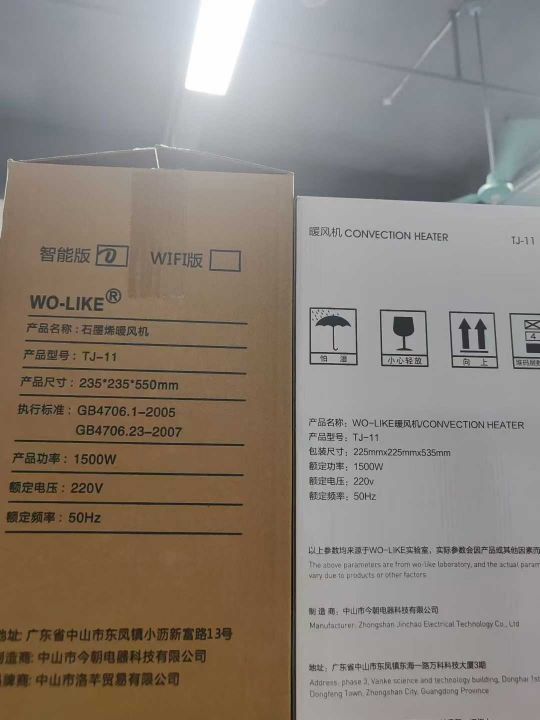 智能版 WIFI版
WO-LIKE®
产品名称：石墨烯暖风机
产品型号：TJ-11
产品尺寸：235*235*550mm
执行标准：GB4706.1-2005
GB4706.23-2007
产品功率：1500W
额定电压：220V
额定频率：50Hz
地址：广东省中山市东凤镇小沥新富路13号
制造商：中山市今朝电器科技有限公司
品牌商：中山市洛芊贸易有限公司
暖风机 CONVECTION HEATER TJ-11
4
怕 湿 小心轻放 向 上 堆码层数
产品名称：WO-LIKE暖风机/CONVECTION HEATER
产品型号：TJ-11
包装尺寸：225mmx225mmx535mm
额定功率：1500W
额定电压：220v
额定频率：50Hz
以上参数均来源于WO-LIKE实验室，实际参数会因产品或其他因素
The above parameters are from wo-like laboratory, and the actual param
vary due to products or other factors
制 造 商：中山市今朝电器科技有限公司
Manufacturer: Zhongshan Jinchao Electrical Technology Co., Ltd
地址：广东省中山市东凤镇东海一路万科科技大厦3期
Address: phase 3, Vanke science and technology building, Donghai 1st
Dongfeng Town, Zhongshan City, Guangdong Province